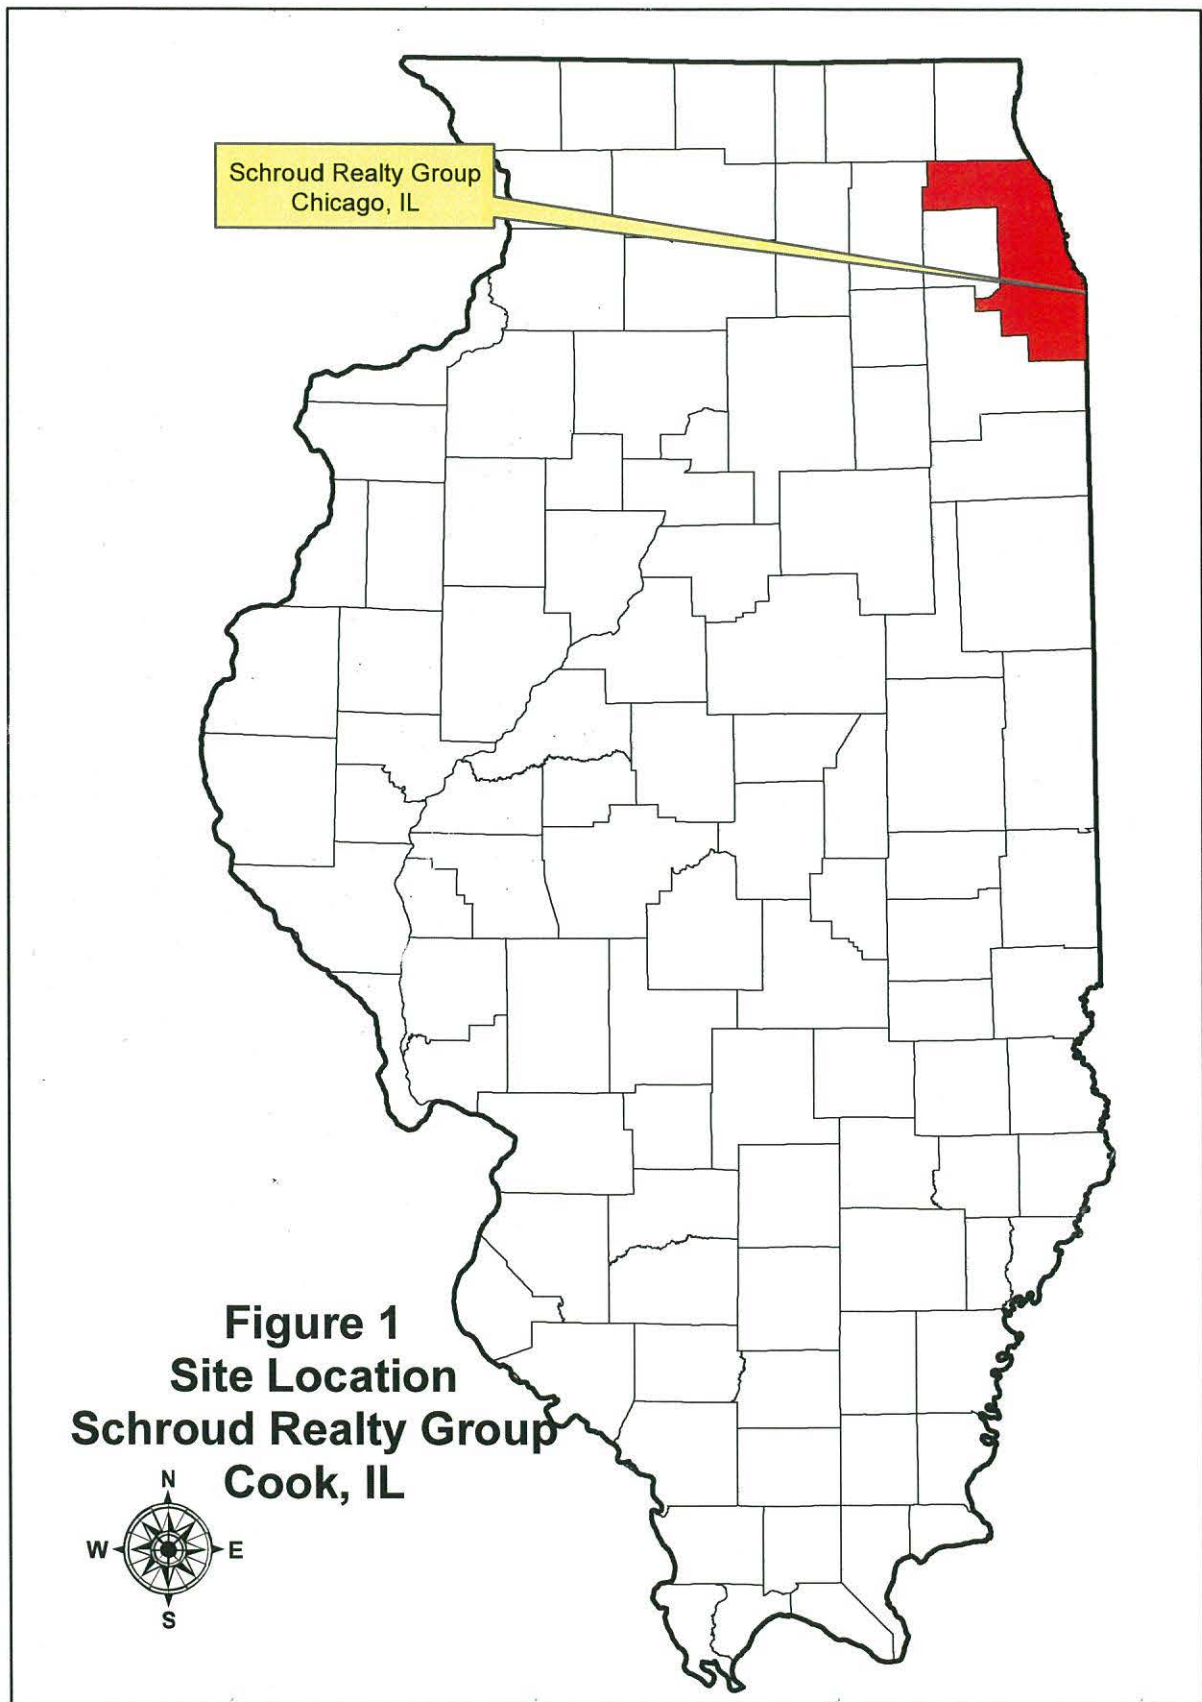 Schroud Realty Group
Chicago, IL
Figure 1
Site Location
Schroud Realty Group
Cook, IL
N
W
E
S